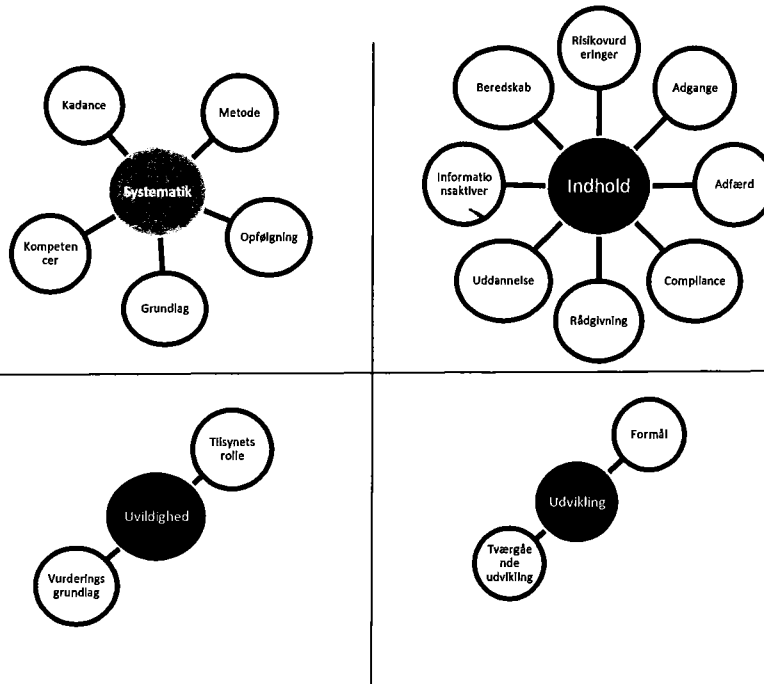 Kadance
Metode
Systematik
Kompeten
cer
Opfølgning
Grundlag
Risikovurd
eringer
Beredskab
Adgange
Informatio
nsaktiver
Indhold
Adfærd
Uddannelse
Compliance
Rådgivning
Tilsynets
rolle
Uvildighed
Vurderings
grundlag
Formål
Udvikling
Tværgåe
nde
udvikling